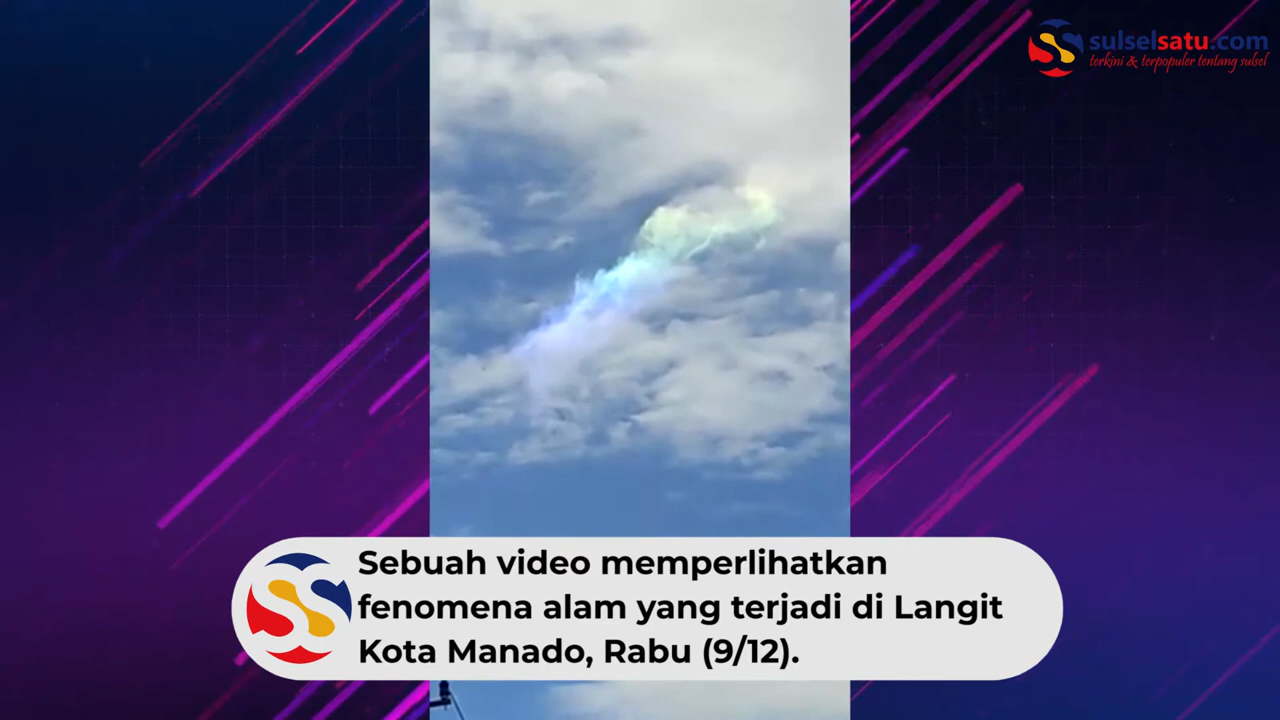 sulselsatu.com
terkini & terpopuler tentang sulsel
Sebuah video memperlihatkan
fenomena alam yang terjadi di Langit
Kota Manado, Rabu (9/12).